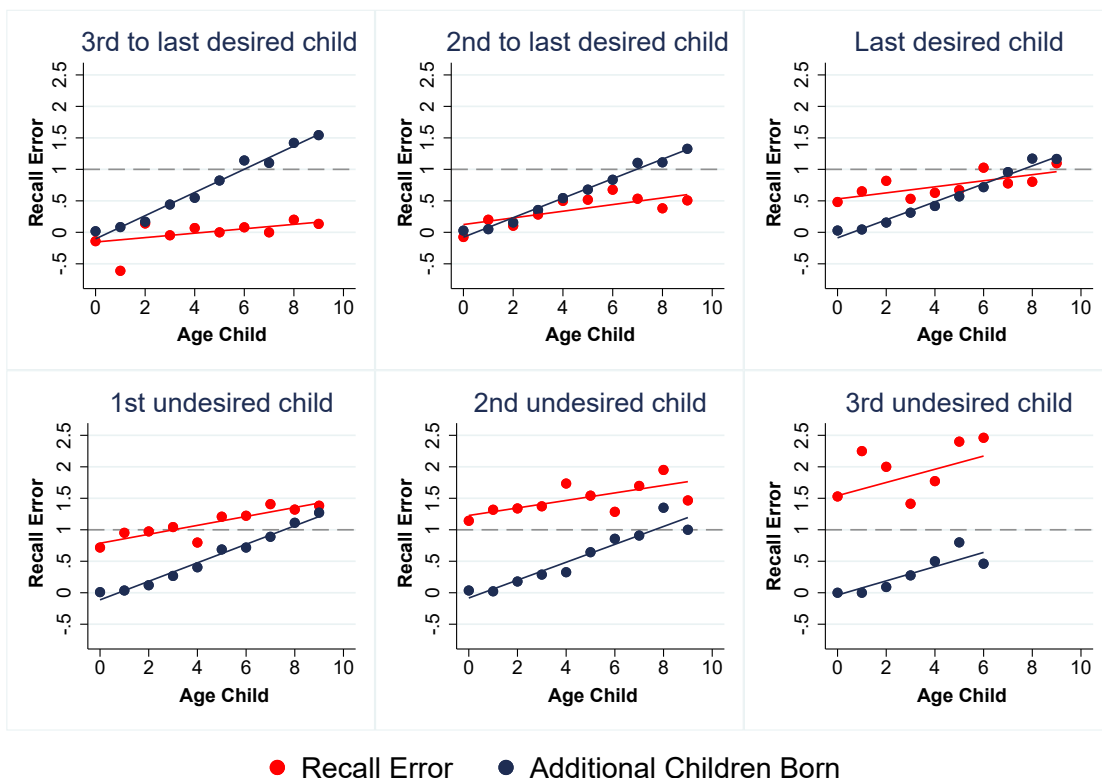 3rd to last desired child
2nd to last desired child
Last desired child
Recall Error
2.5
2
1.5
1
.5
0
-.5
0 2 4 6 8 10
Age Child
Recall Error
2.5
2
1.5
1
.5
0
-.5
0 2 4 6 8 10
Age Child
Recall Error
2.5
2
1.5
1
.5
0
-.5
0 2 4 6 8 10
Age Child
1st undesired child
2nd undesired child
3rd undesired child
Recall Error
2.5
2
1.5
1
.5
0
-.5
0 2 4 6 8 10
Age Child
Recall Error
2.5
2
1.5
1
.5
0
-.5
0 2 4 6 8 10
Age Child
Recall Error
2.5
2
1.5
1
.5
0
-.5
0 2 4 6 8 10
Age Child
Recall Error Additional Children Born